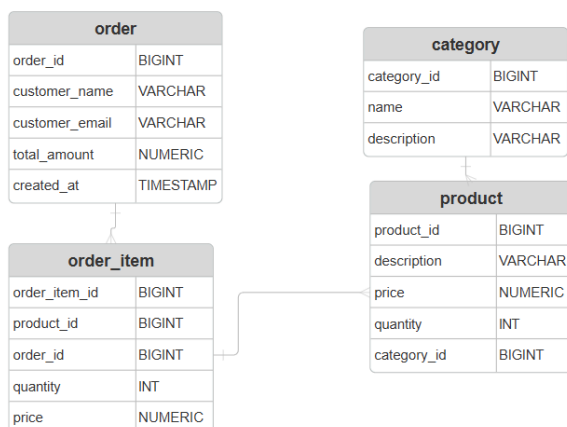 order
order_id BIGINT
customer_name VARCHAR
customer_email VARCHAR
total_amount NUMERIC
created_at TIMESTAMP
category
category_id BIGINT
name VARCHAR
description VARCHAR
order_item
order_item_id BIGINT
product_id BIGINT
order_id BIGINT
quantity INT
price NUMERIC
product
product_id BIGINT
description VARCHAR
price NUMERIC
quantity INT
category_id BIGINT